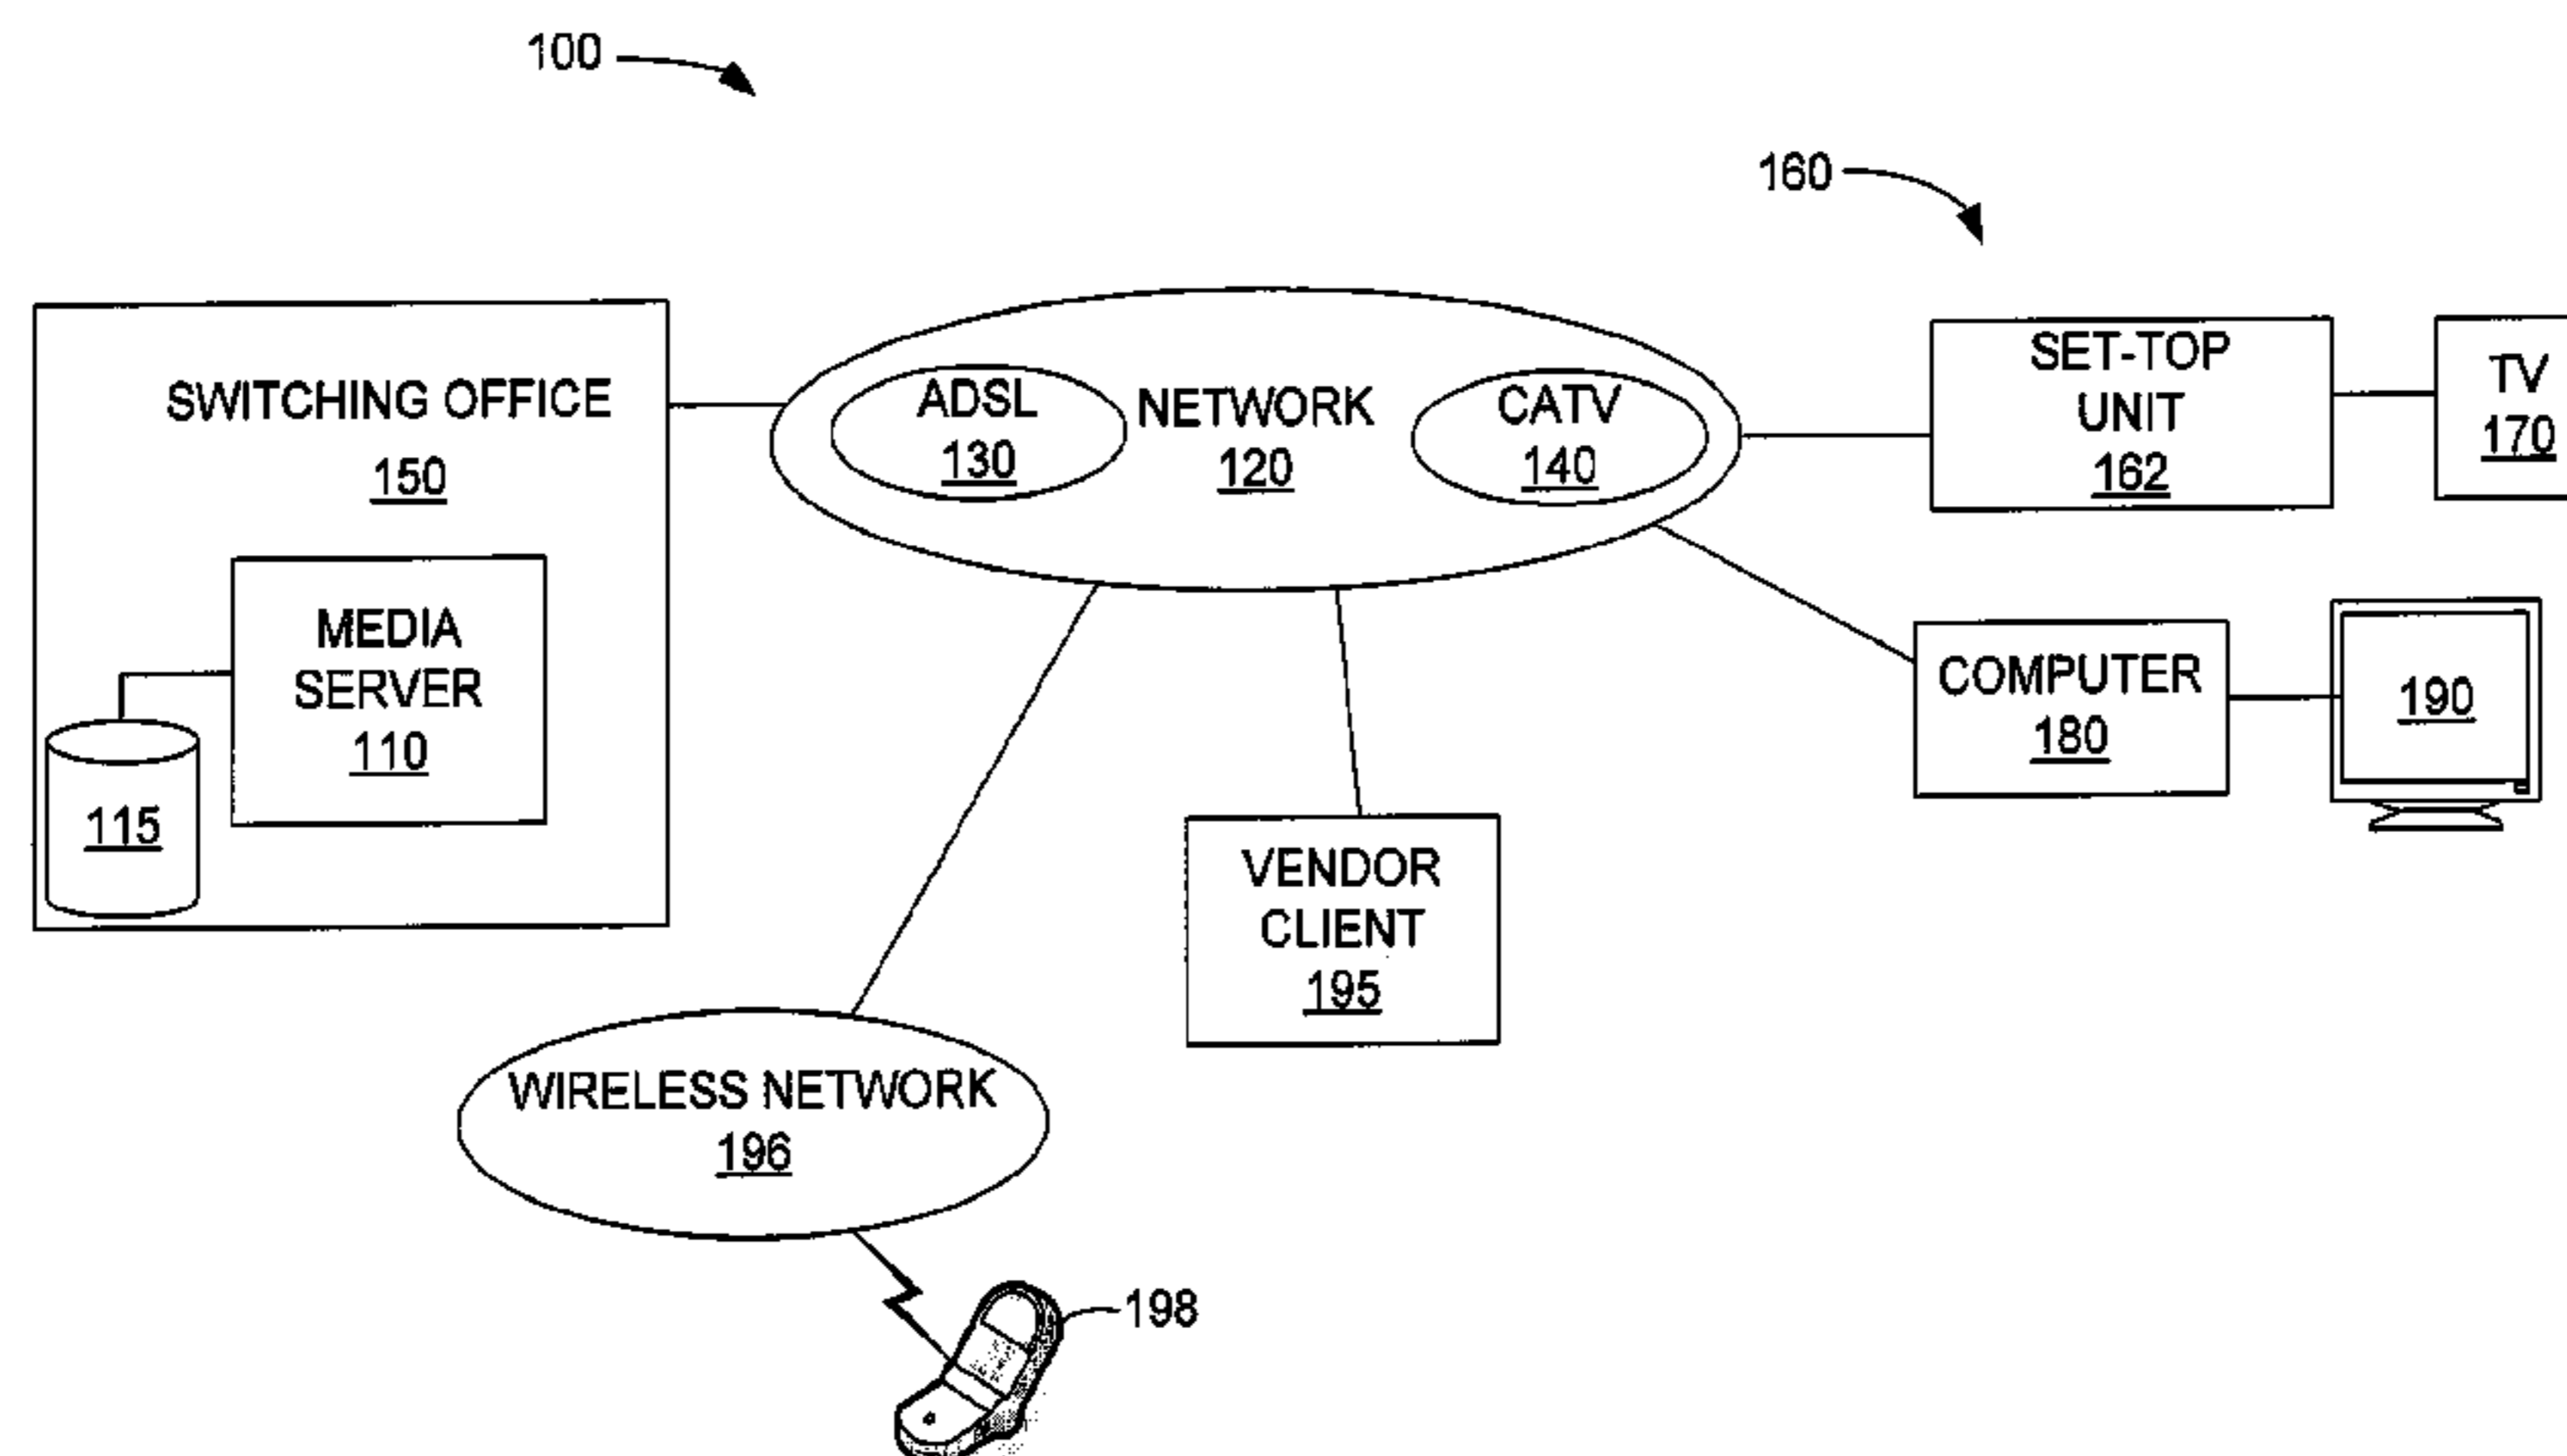 100
160
SWITCHING OFFICE
150
MEDIA
SERVER
110
115
ADSL
130
NETWORK
120
CATV
140
SET-TOP
UNIT
162
TV
170
COMPUTER
180
190
VENDOR
CLIENT
195
WIRELESS NETWORK
196
198